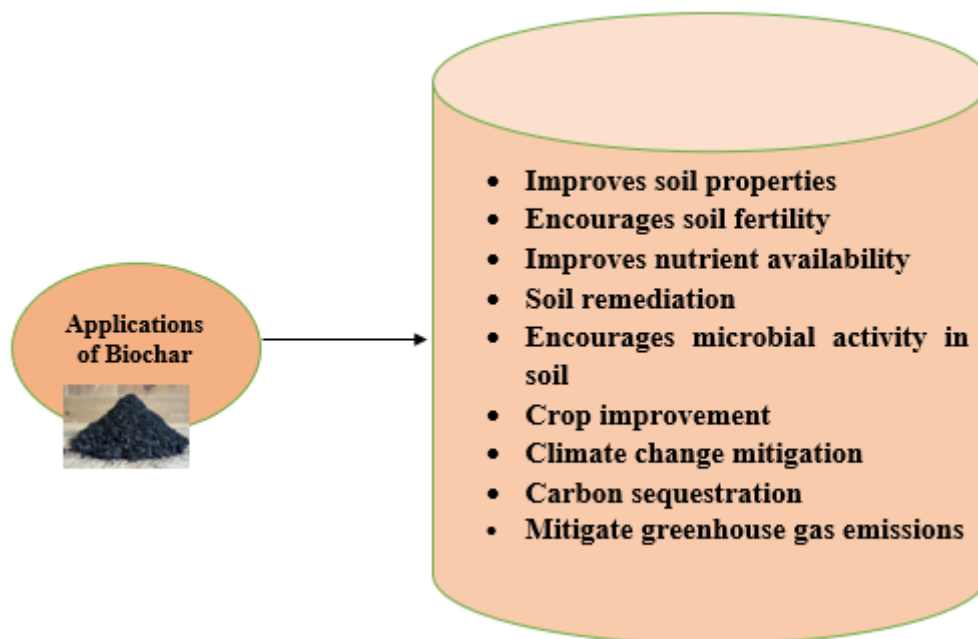 Applications
of Biochar
• Improves soil properties
• Encourages soil fertility
• Improves nutrient availability
• Soil remediation
• Encourages microbial activity in
soil
• Crop improvement
• Climate change mitigation
• Carbon sequestration
• Mitigate greenhouse gas emissions